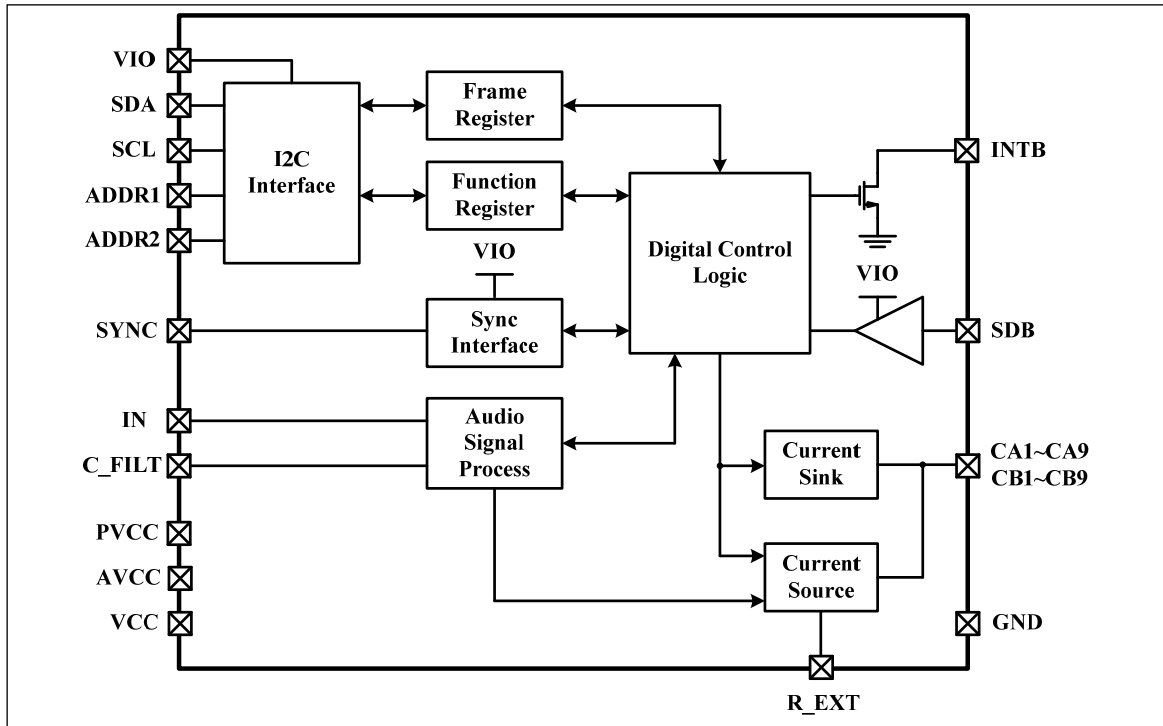 VIO
SDA
SCL
ADDR1
ADDR2
SYNC
IN
C_FILT
PVCC
AVCC
VCC
I2C
Interface
Frame
Register
Function
Register
VIO
Sync
Interface
Audio
Signal
Process
Digital Control
Logic
VIO
Current
Sink
Current
Source
INTB
SDB
CA1~CA9
CB1~CB9
GND
R_EXT